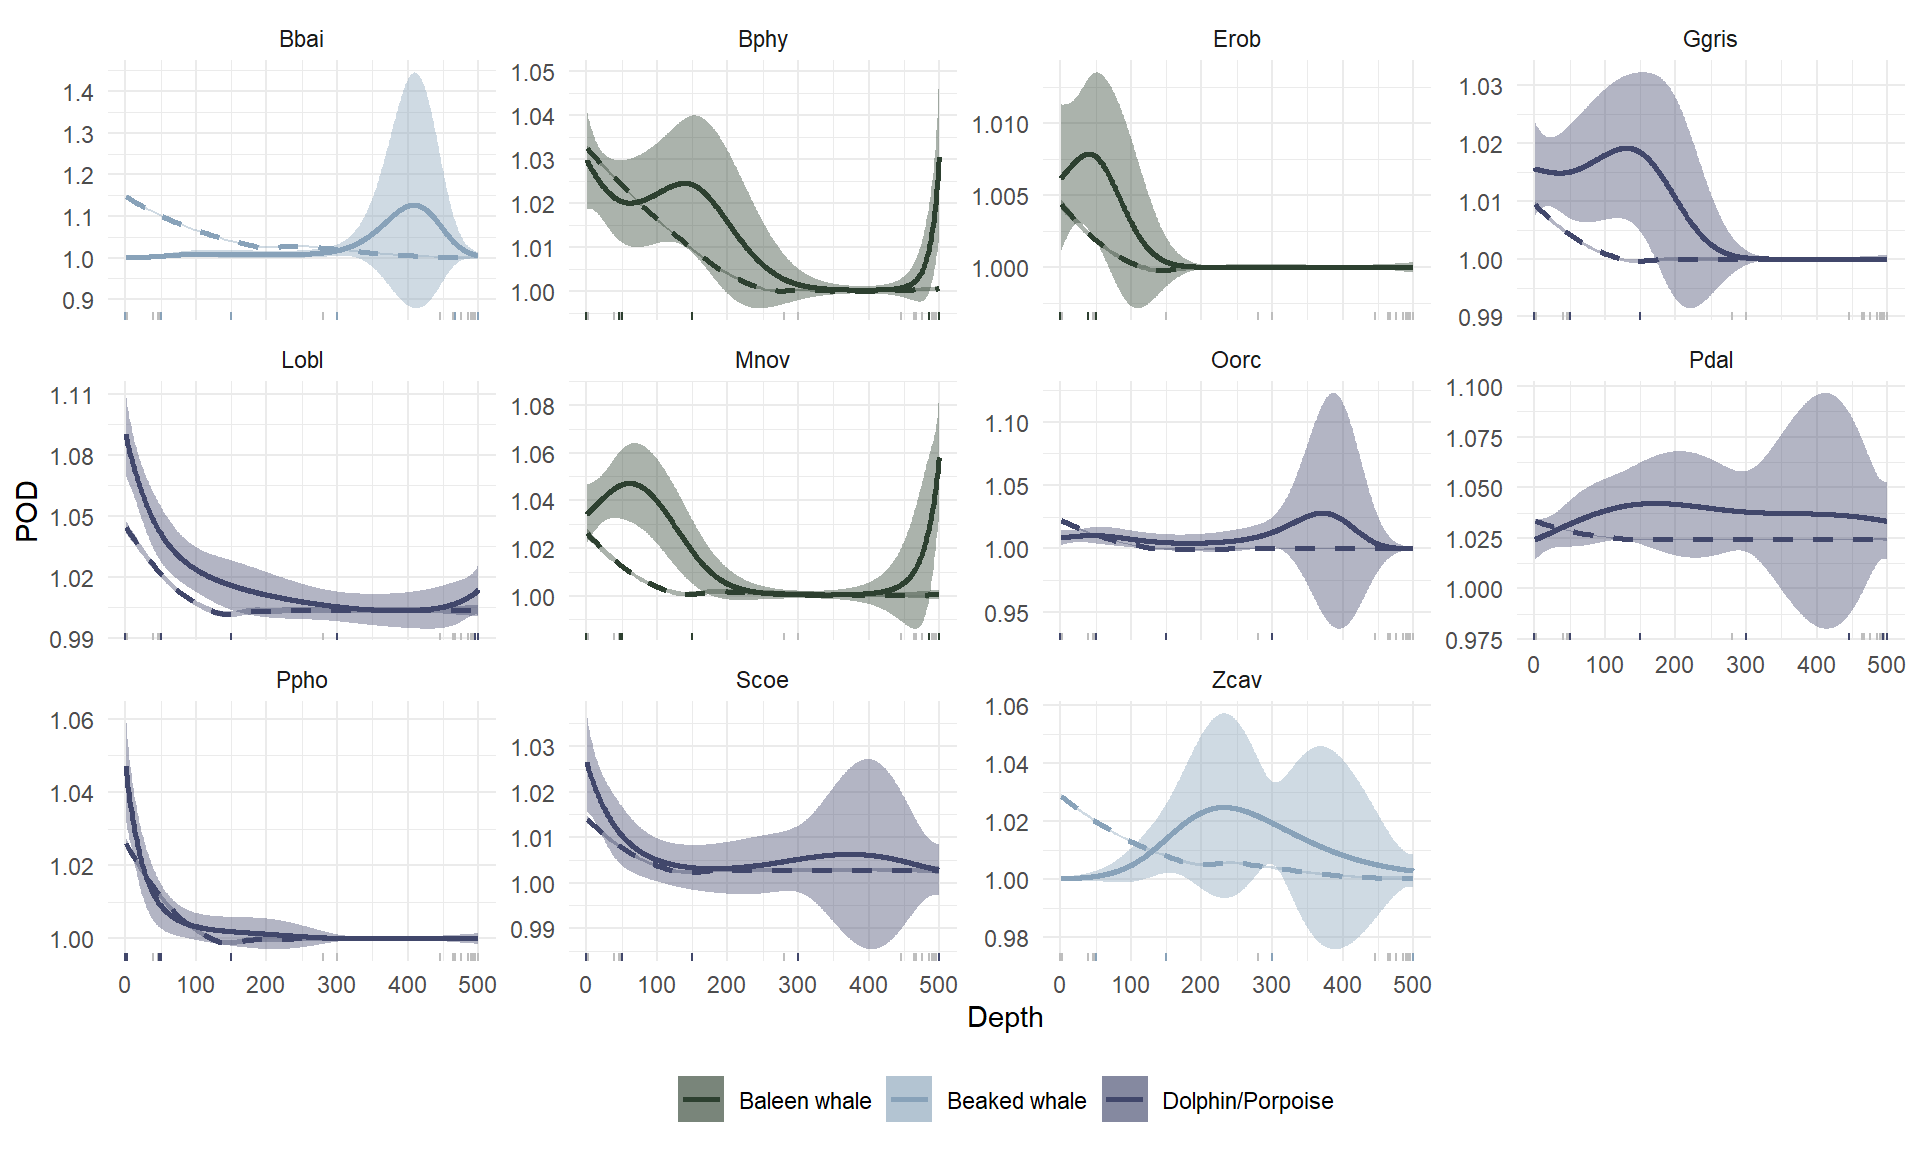 Bbai Bphy Erob Ggris
1.4 1.3 1.2 1.1 1.0 0.9
1.05 1.04 1.03 1.02 1.01 1.00
1.010 1.005 1.000
1.03 1.02 1.01 1.00 0.99
Lobl Mnov Oorc Pdal
1.11 1.08 1.05 1.02 0.99
1.08 1.06 1.04 1.02 1.00
1.10 1.05 1.00 0.95
1.100 1.075 1.050 1.025 1.000 0.975
0 100 200 300 400 500
POD
Ppho Scoe Zcav
1.06 1.04 1.02 1.00
1.03 1.02 1.01 1.00 0.99
1.06 1.04 1.02 1.00 0.98
0 100 200 300 400 500
0 100 200 300 400 500
0 100 200 300 400 500
Depth
Baleen whale Beaked whale Dolphin/Porpoise